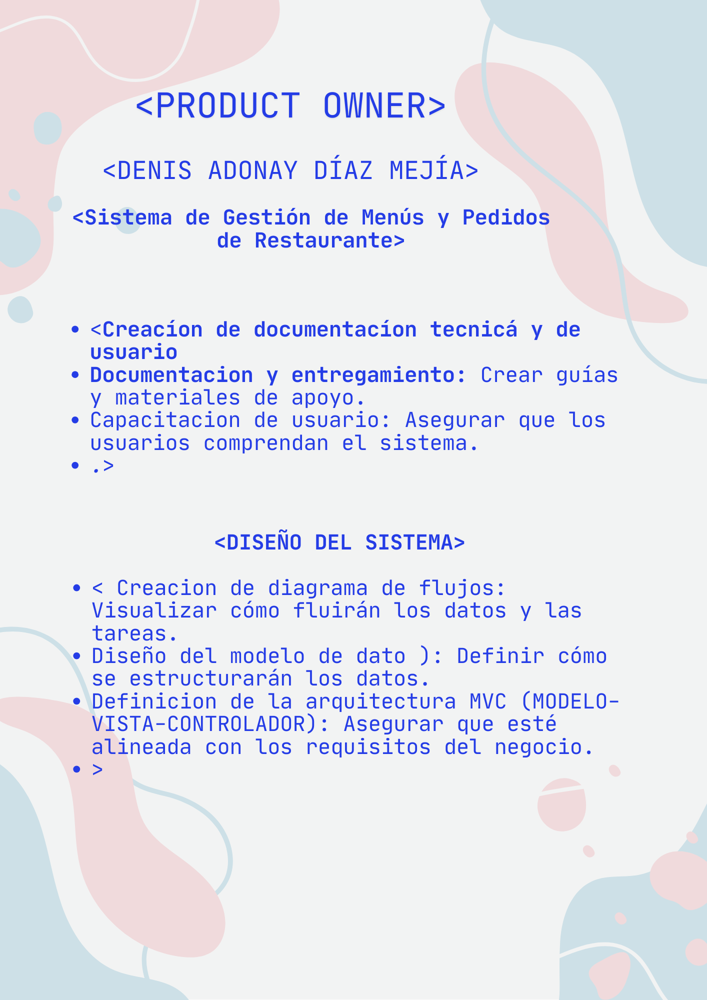 <PRODUCT OWNER>
<DENIS ADONAY DÍAZ MEJÍA>
<Sistema de Gestión de Menús y Pedidos
de Restaurante>
• <Creacíon de documentacíon tecnicá y de
usuario
• Documentacion y entregamiento: Crear guías
y materiales de apoyo.
• Capacitacion de usuario: Asegurar que los
usuarios comprendan el sistema.
• .>
<DISEÑO DEL SISTEMA>
• < Creacion de diagrama de flujos:
Visualizar cómo fluirán los datos y las
tareas.
• Diseño del modelo de dato ): Definir cómo
se estructurarán los datos.
• Definicion de la arquitectura MVC (MODELO-
VISTA-CONTROLADOR): Asegurar que esté
alineada con los requisitos del negocio.
• >